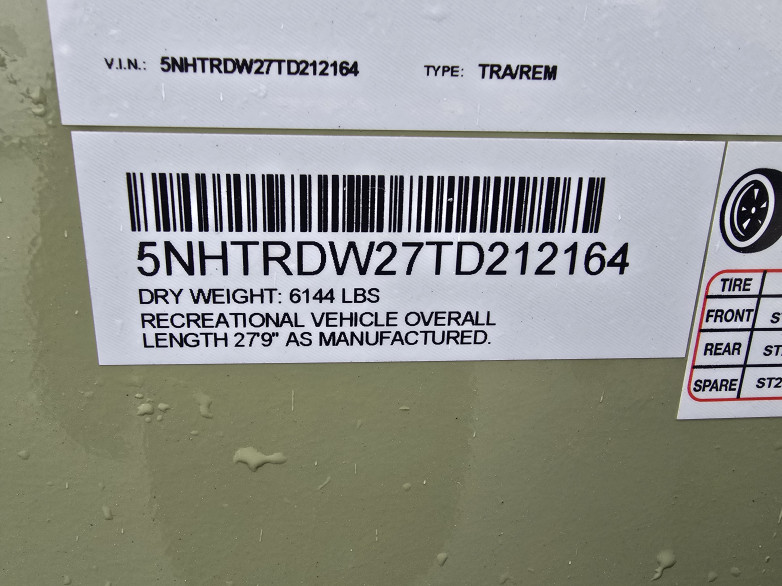 V.I.N.: 5NHTRDW27TD212164 TYPE: TRA/REM
5NHTRDW27TD212164
DRY WEIGHT: 6144 LBS
RECREATIONAL VEHICLE OVERALL
LENGTH 27'9" AS MANUFACTURED.
TIRE
FRONT
REAR
SPARE